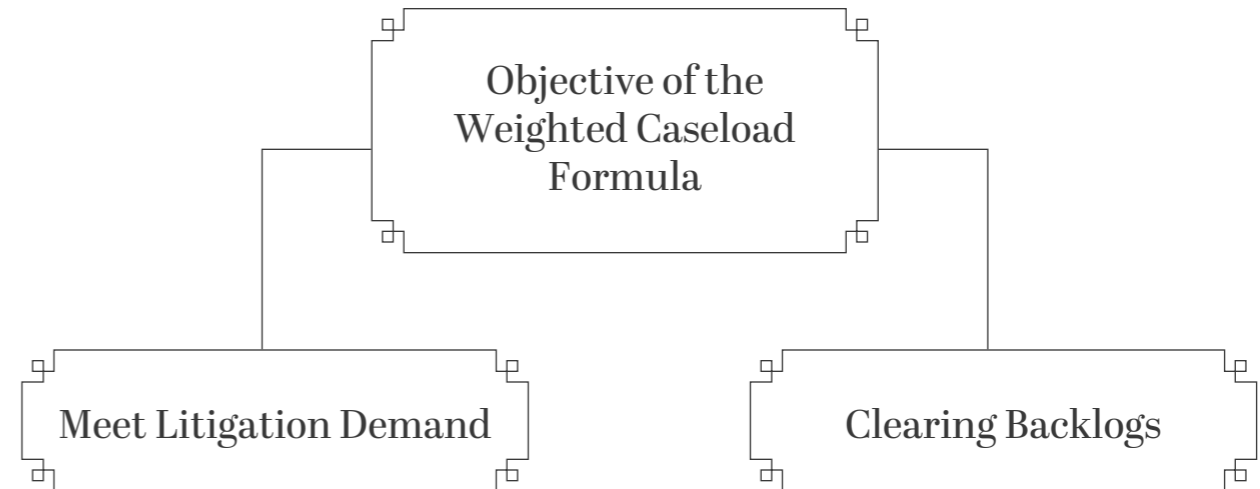 Objective of the
Weighted Caseload
Formula
Meet Litigation Demand
Clearing Backlogs